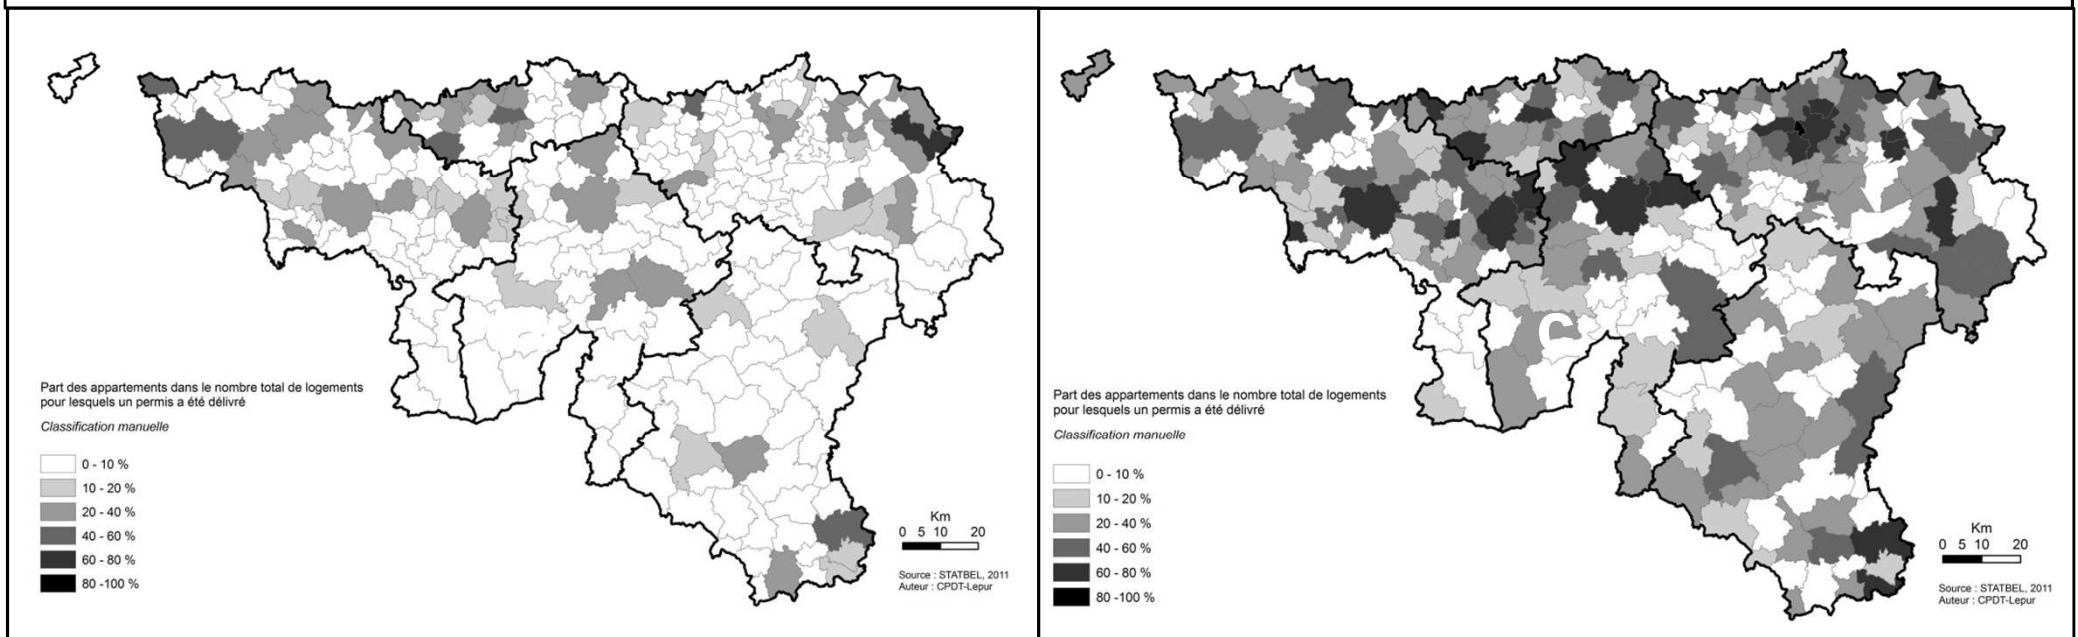 Part des appartements dans le nombre total de logements
pour lesquels un permis a été délivré
Classification manuelle
0 - 10 %
10 - 20 %
20 - 40 %
40 - 60 %
60 - 80 %
80 -100 %
Km
0 5 10 20
Source : STATBEL, 2011
Auteur : CPDT-Lepur
c
Part des appartements dans le nombre total de logements
pour lesquels un permis a été délivré
Classification manuelle
0 - 10 %
10 - 20 %
20 - 40 %
40 - 60 %
60 - 80 %
80 -100 %
Km
0 5 10 20
Source : STATBEL, 2011
Auteur : CPDT-Lepur